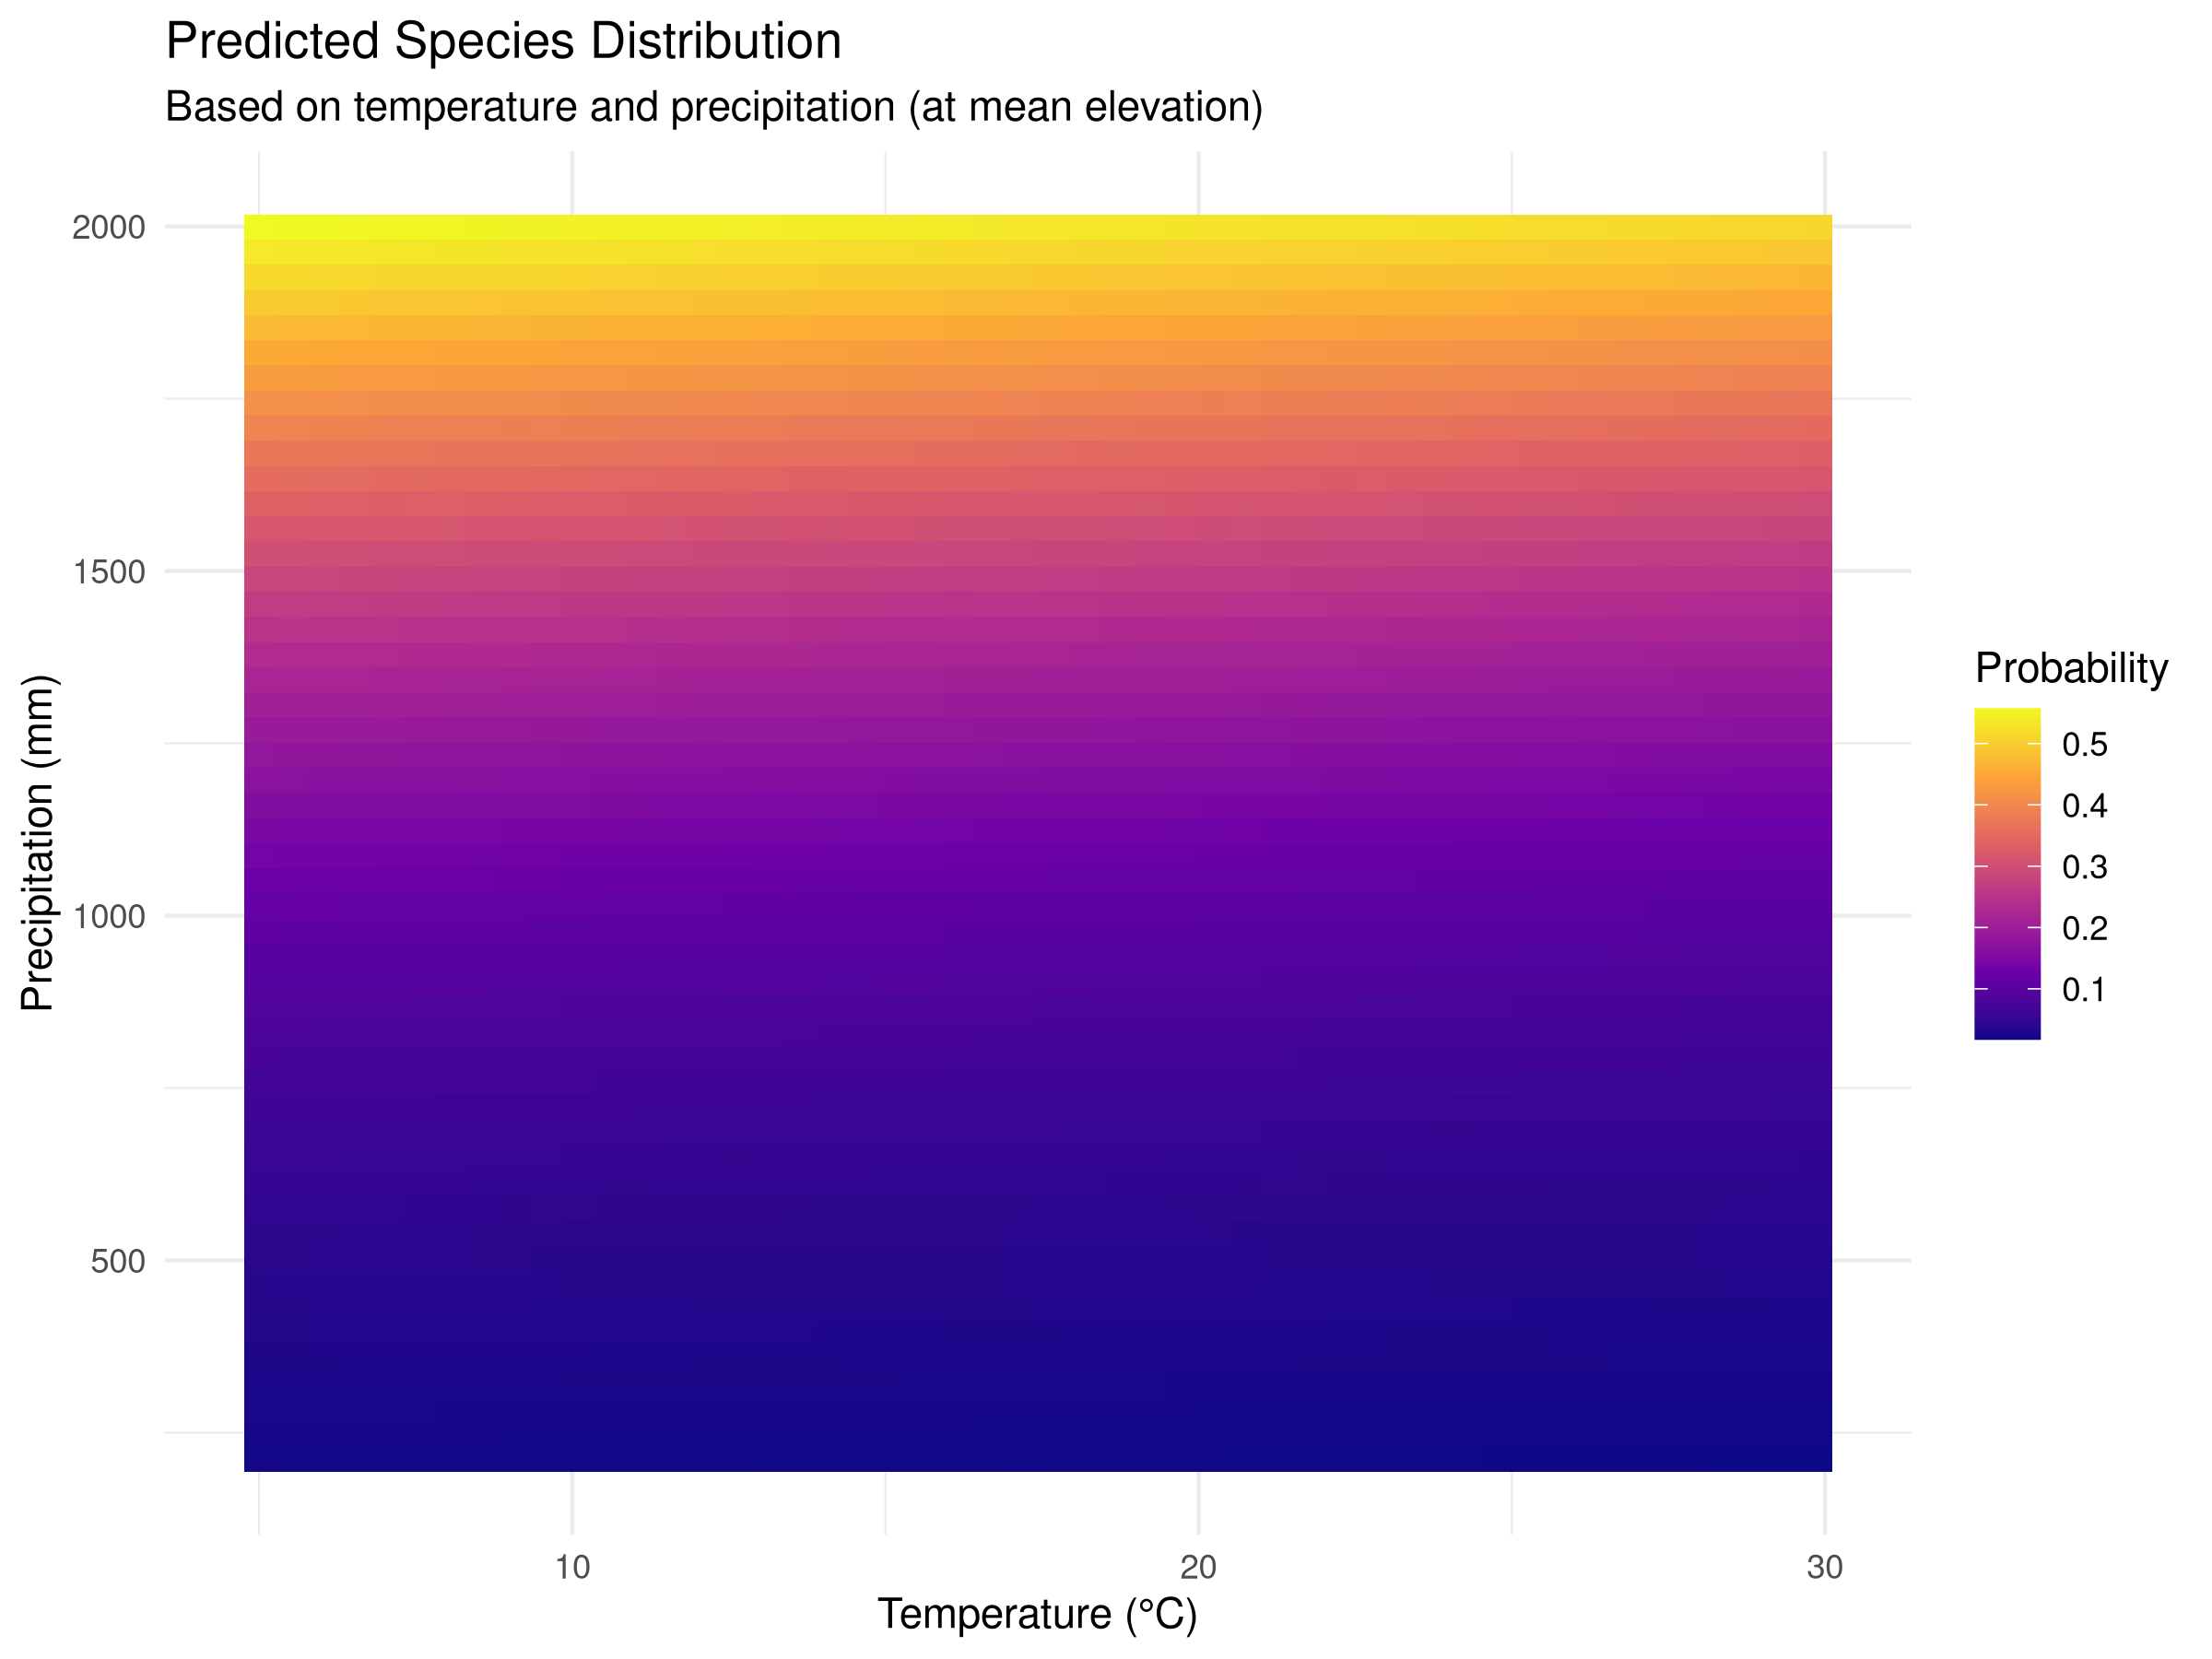 Predicted Species Distribution
Based on temperature and precipitation (at mean elevation)
2000
1500
1000
500
Precipitation (mm)
10
20
30
Temperature (°C)
Probability
0.5
0.4
0.3
0.2
0.1